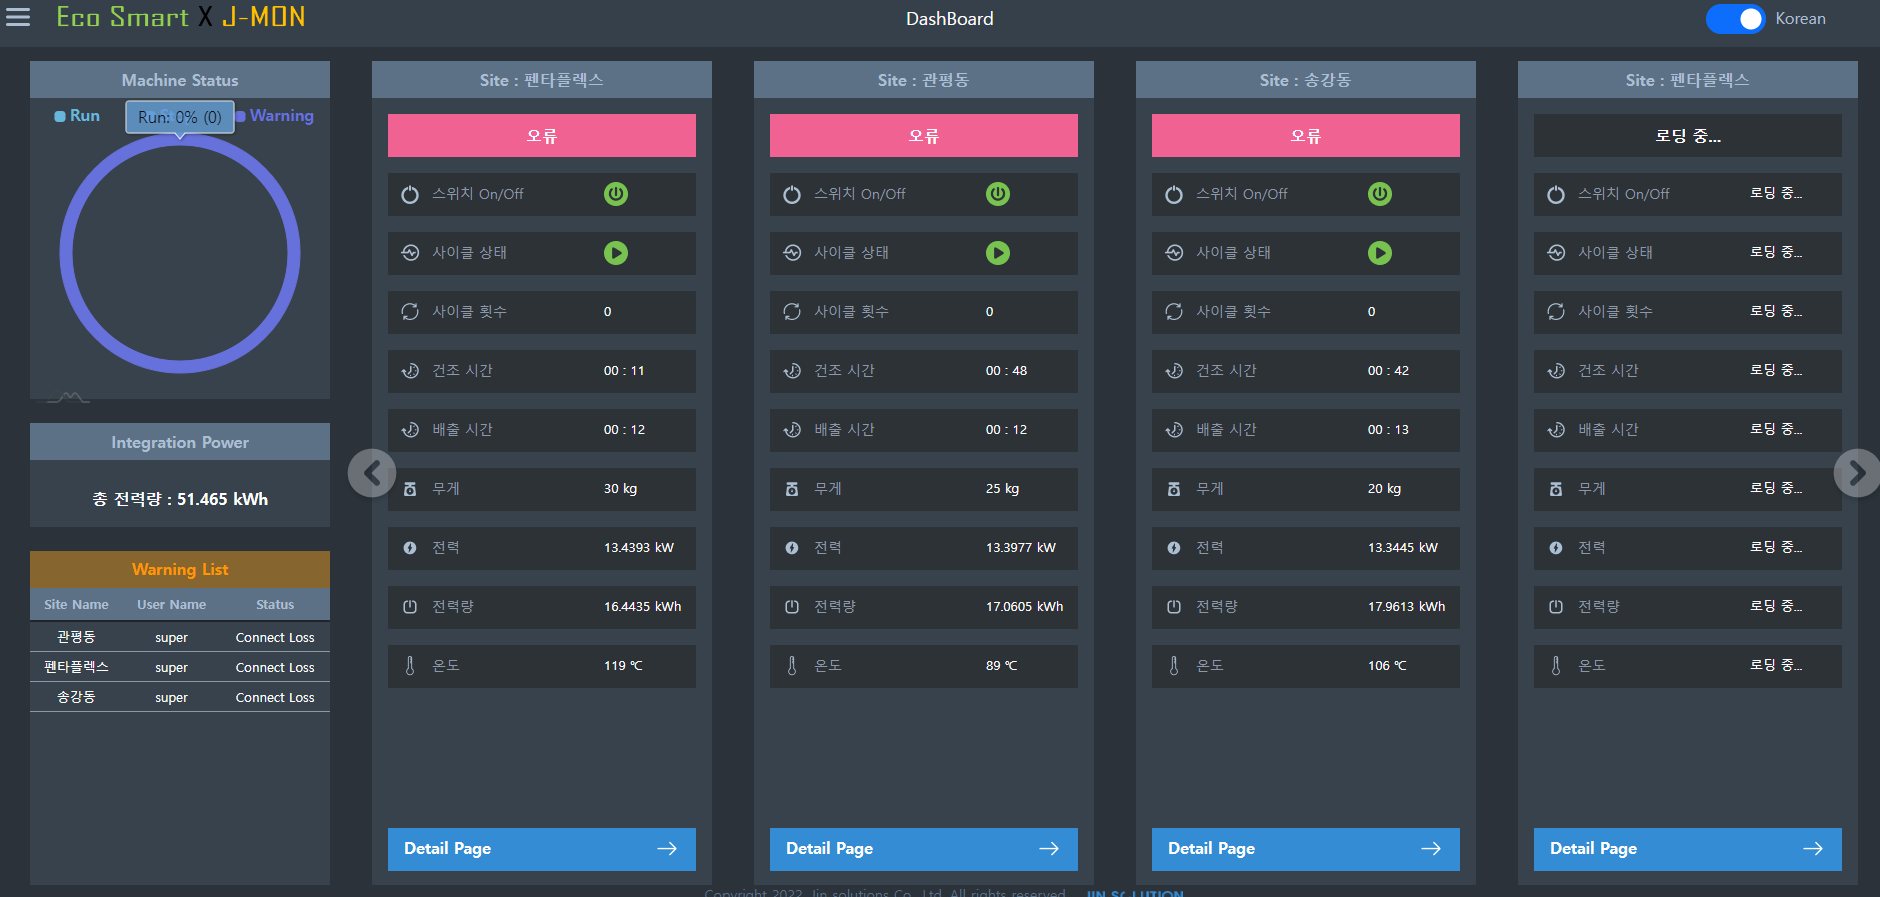 Eco Smart X J-MON
DashBoard
Korean
Machine Status
Run
Warning
Run: 0% (0)
Integration Power
총 전력량 : 51.465 kWh
Warning List
Site Name User Name Status
관평동 super Connect Loss
펜타플렉스 super Connect Loss
송강동 super Connect Loss
Site : 펜타플렉스
오류
스위치 On/Off
사이클 상태
사이클 횟수 0
건조 시간 00 : 11
배출 시간 00 : 12
무게 30 kg
전력 13.4393 kW
전력량 16.4435 kWh
온도 119 ℃
Detail Page
Site : 관평동
오류
스위치 On/Off
사이클 상태
사이클 횟수 0
건조 시간 00 : 48
배출 시간 00 : 12
무게 25 kg
전력 13.3977 kW
전력량 17.0605 kWh
온도 89 ℃
Detail Page
Site : 송강동
오류
스위치 On/Off
사이클 상태
사이클 횟수 0
건조 시간 00 : 42
배출 시간 00 : 13
무게 20 kg
전력 13.3445 kW
전력량 17.9613 kWh
온도 106 ℃
Detail Page
Site : 펜타플렉스
로딩 중...
스위치 On/Off 로딩 중...
사이클 상태 로딩 중...
사이클 횟수 로딩 중...
건조 시간 로딩 중...
배출 시간 로딩 중...
무게 로딩 중...
전력 로딩 중...
전력량 로딩 중...
온도 로딩 중...
Detail Page
Copyright 2022. Jin solutions Co., Ltd. All rights reserved. JIN SOLUTION